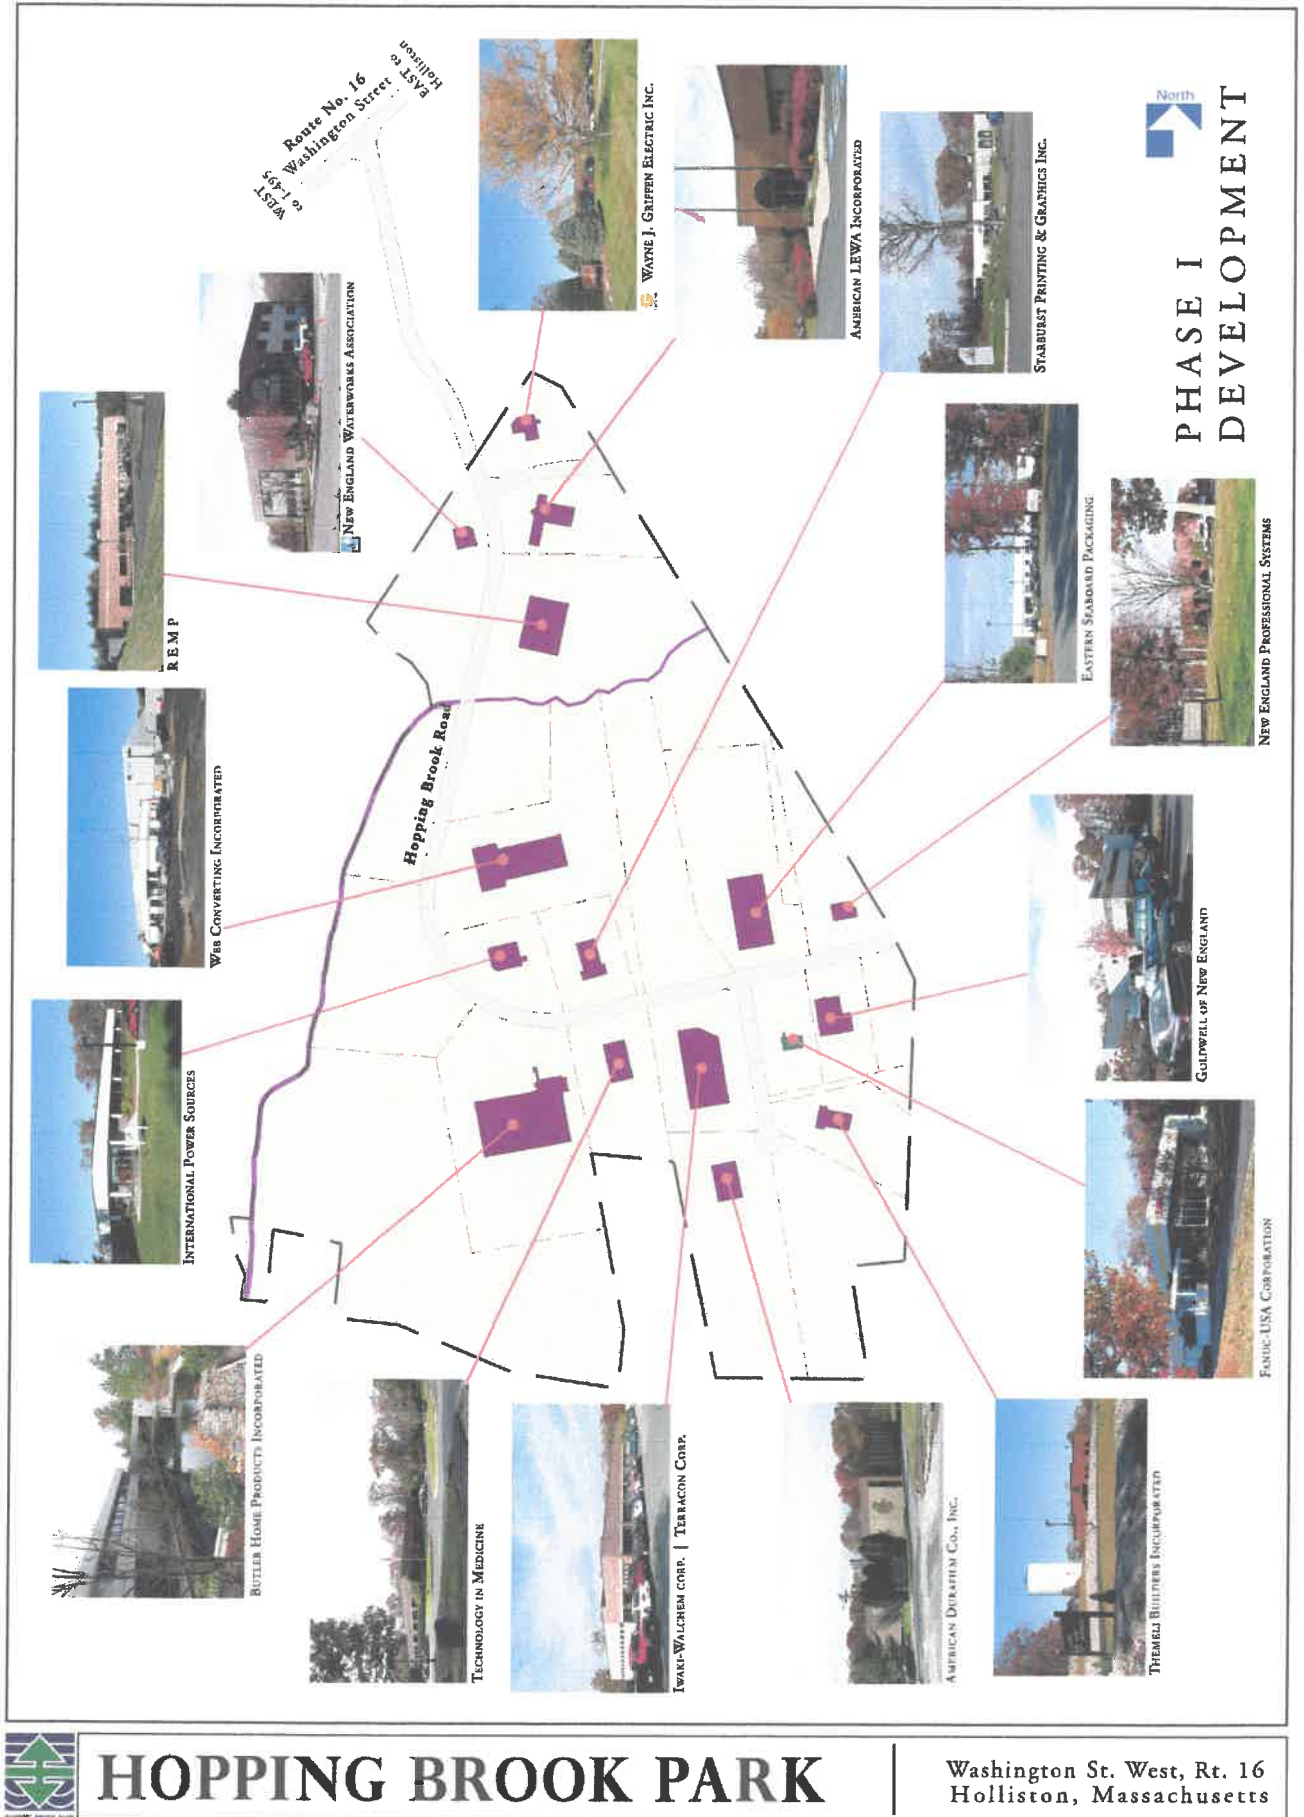 HOPPING BROOK PARK
Washington St. West, Rt. 16
Holliston, Massachusetts
PHASE I
DEVELOPMENT
North
Route No. 16
Washington Street
WEST
to I-495
EAST to
Holliston
Hopping Brook Road
BUTLER HOME PRODUCTS INCORPORATED
INTERNATIONAL POWER SOURCES
WEB CONVERTING INCORPORATED
REMP
NEW ENGLAND WATERWORKS ASSOCIATION
G WAYNE J. GRIFFEN ELECTRIC INC.
AMERICAN LEWA INCORPORATED
STARBURST PRINTING & GRAPHICS INC.
EASTERN SEABOARD PACKAGING
NEW ENGLAND PROFESSIONAL SYSTEMS
GOLDWELL OF NEW ENGLAND
FANUC-USA CORPORATION
THEMELI BUILDERS INCORPORATED
AMERICAN DURAFILM CO., INC.
IWAKI-WALCHEM CORP. | TERRACON CORP.
TECHNOLOGY IN MEDICINE